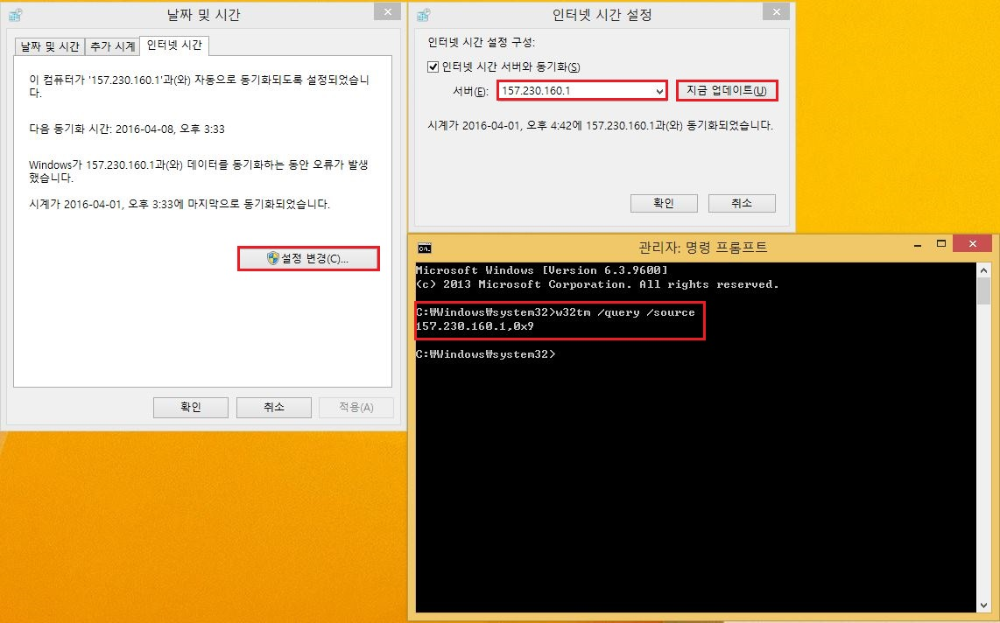 날짜 및 시간
날짜 및 시간 추가 시계 인터넷 시간
이 컴퓨터가 '157.230.160.1'과(와) 자동으로 동기화되도록 설정되었습니
다.
다음 동기화 시간: 2016-04-08, 오후 3:33
Windows가 157.230.160.1과(와) 데이터를 동기화하는 동안 오류가 발생
했습니다.
시계가 2016-04-01, 오후 3:33에 마지막으로 동기화되었습니다.
설정 변경(C)...
확인 취소 적용(A)
인터넷 시간 설정
인터넷 시간 설정 구성:
인터넷 시간 서버와 동기화(S)
서버(E): 157.230.160.1 지금 업데이트(U)
시계가 2016-04-01, 오후 4:42에 157.230.160.1과(와) 동기화되었습니다.
확인 취소
C:\.
관리자: 명령 프롬프트
Microsoft Windows [Version 6.3.9600]
(c) 2013 Microsoft Corporation. All rights reserved.
C:₩Windows₩system32>w32tm /query /source
157.230.160.1,0x9
C:₩Windows₩system32>